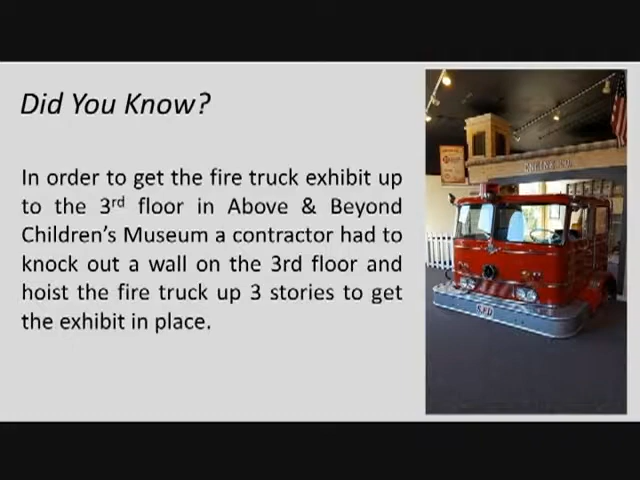 Did You Know?
In order to get the fire truck exhibit up
to the 3rd floor in Above & Beyond
Children's Museum a contractor had to
knock out a wall on the 3rd floor and
hoist the fire truck up 3 stories to get
the exhibit in place.